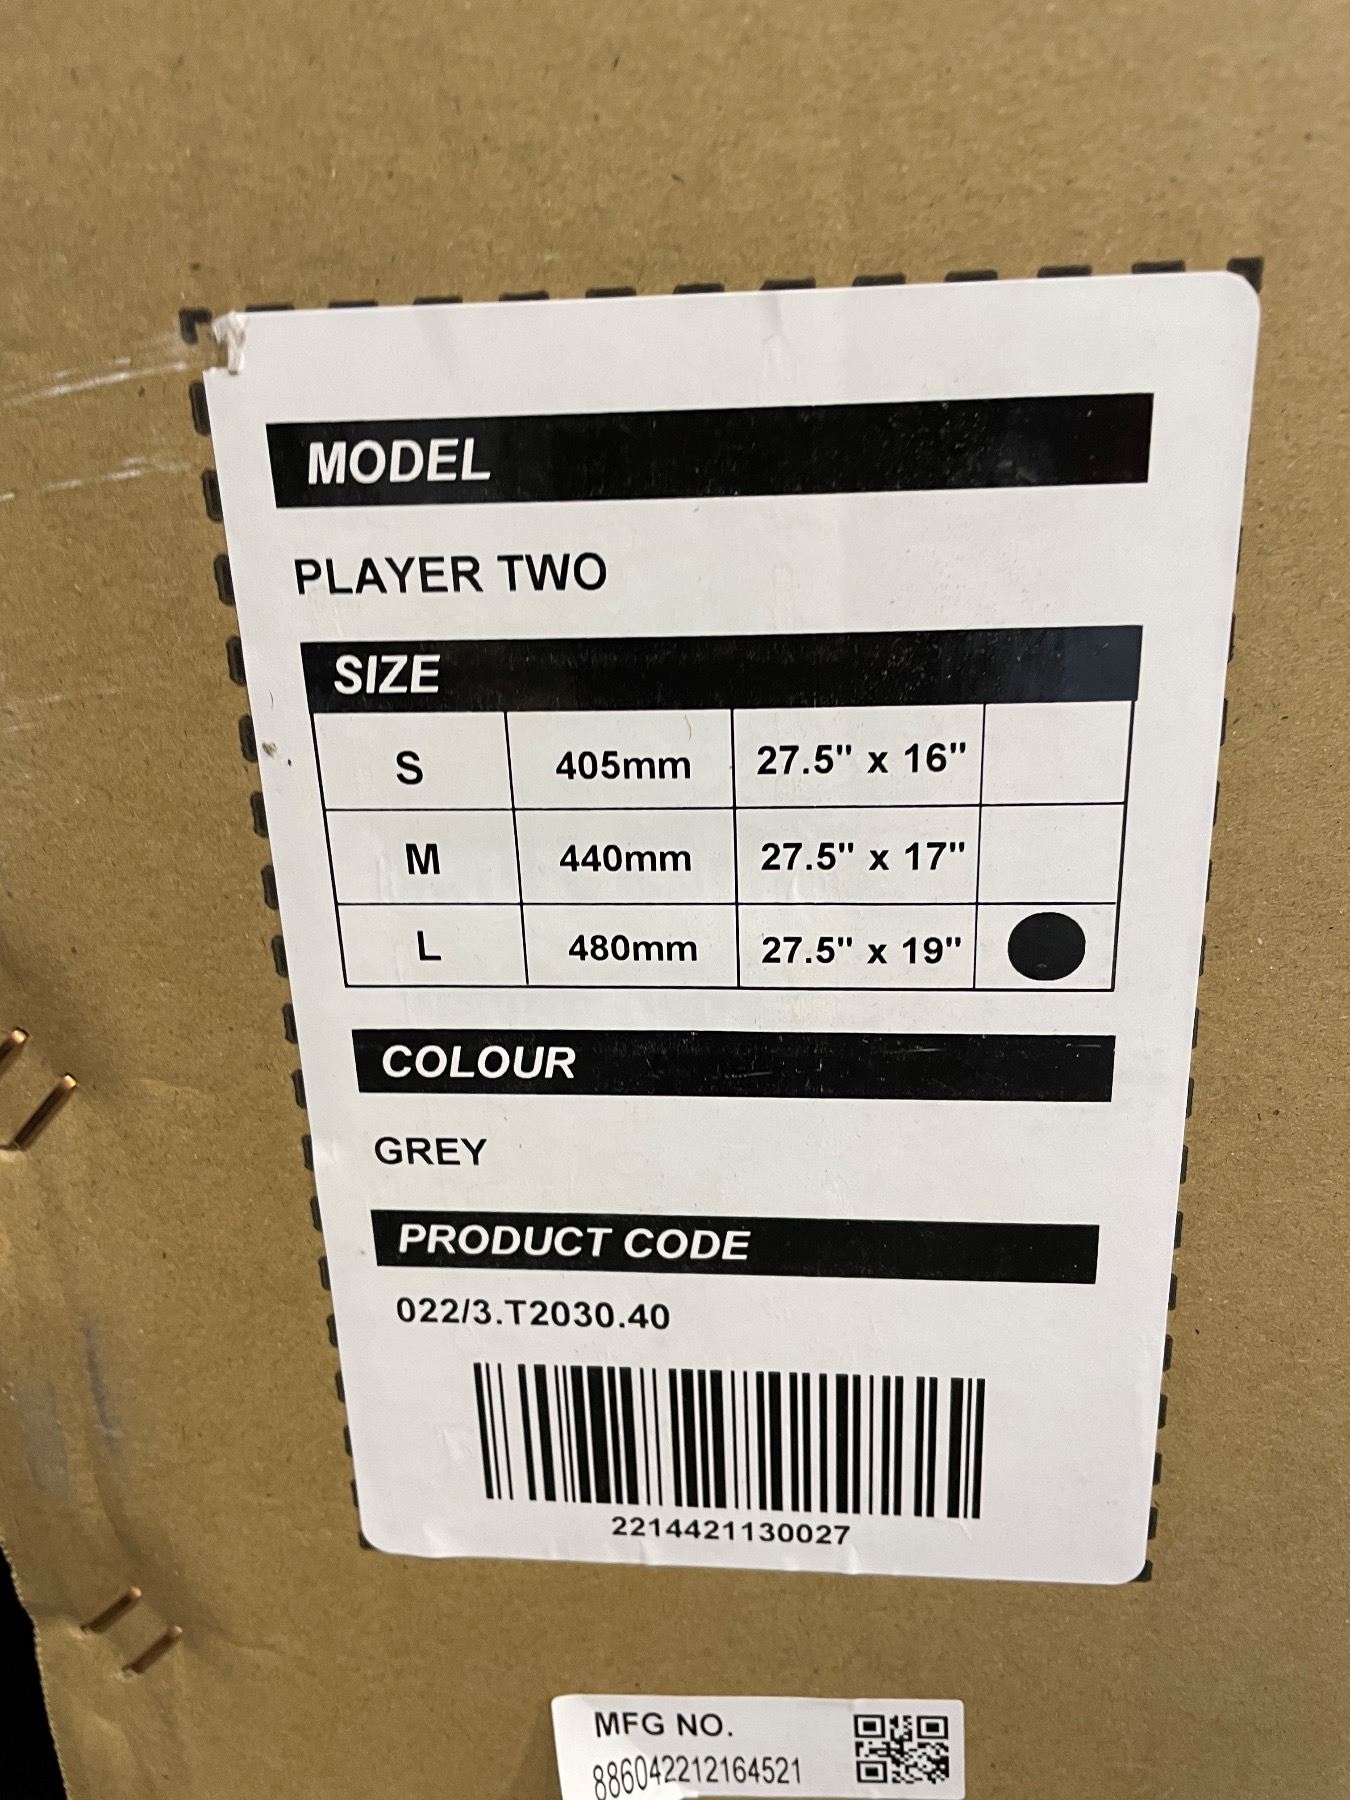 MODEL
PLAYER TWO
SIZE
S 405mm 27.5" x 16"
M 440mm 27.5" x 17"
L 480mm 27.5" x 19"
COLOUR
GREY
PRODUCT CODE
022/3.T2030.40
2214421130027
MFG NO.
886042212164521